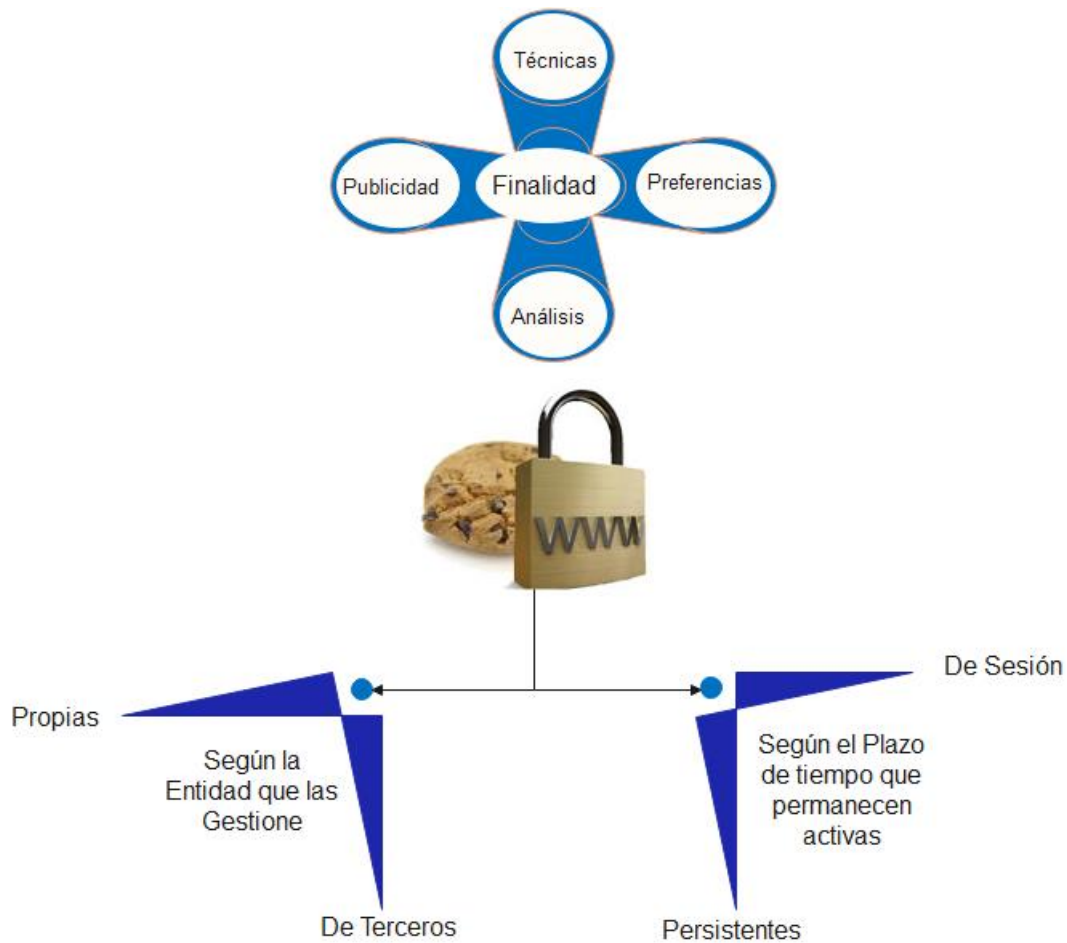 Técnicas
Publicidad
Finalidad
Preferencias
Análisis
WWW
De Sesión
Propias
Según la
Entidad que las
Gestione
Según el Plazo
de tiempo que
permanecen
activas
De Terceros
Persistentes